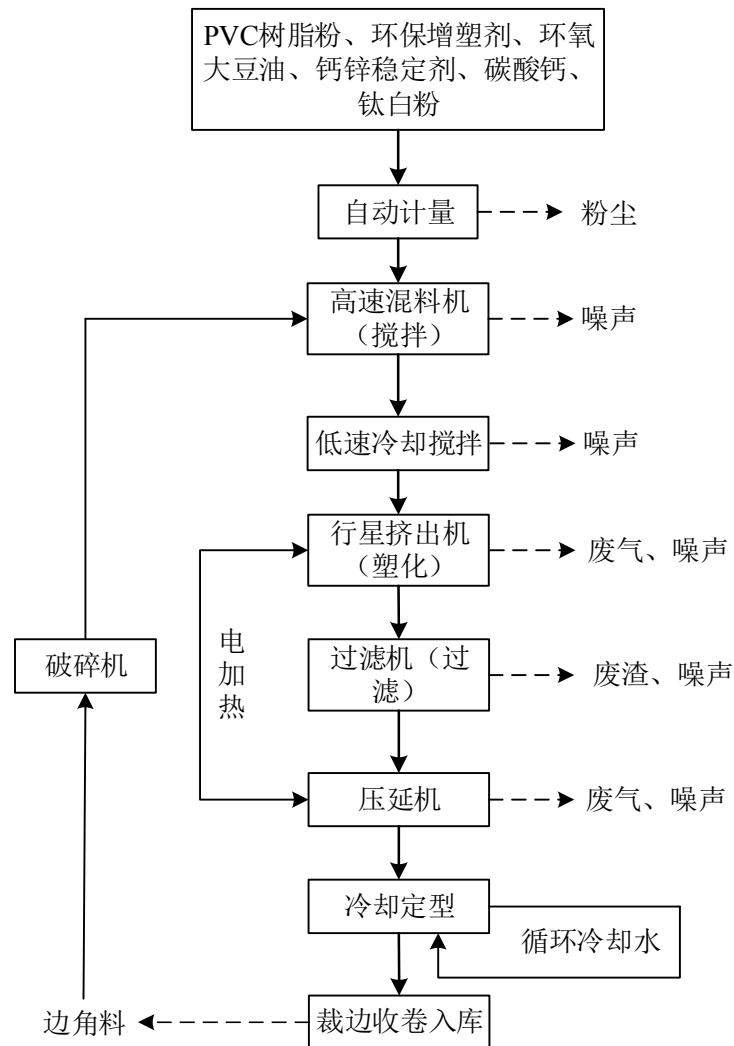 PVC树脂粉、环保增塑剂、环氧
大豆油、钙锌稳定剂、碳酸钙、
钛白粉
自动计量
粉尘
高速混料机
（搅拌）
噪声
低速冷却搅拌
噪声
行星挤出机
（塑化）
废气、噪声
电
加
热
破碎机
过滤机（过
滤）
废渣、噪声
压延机
废气、噪声
冷却定型
循环冷却水
边角料
裁边收卷入库